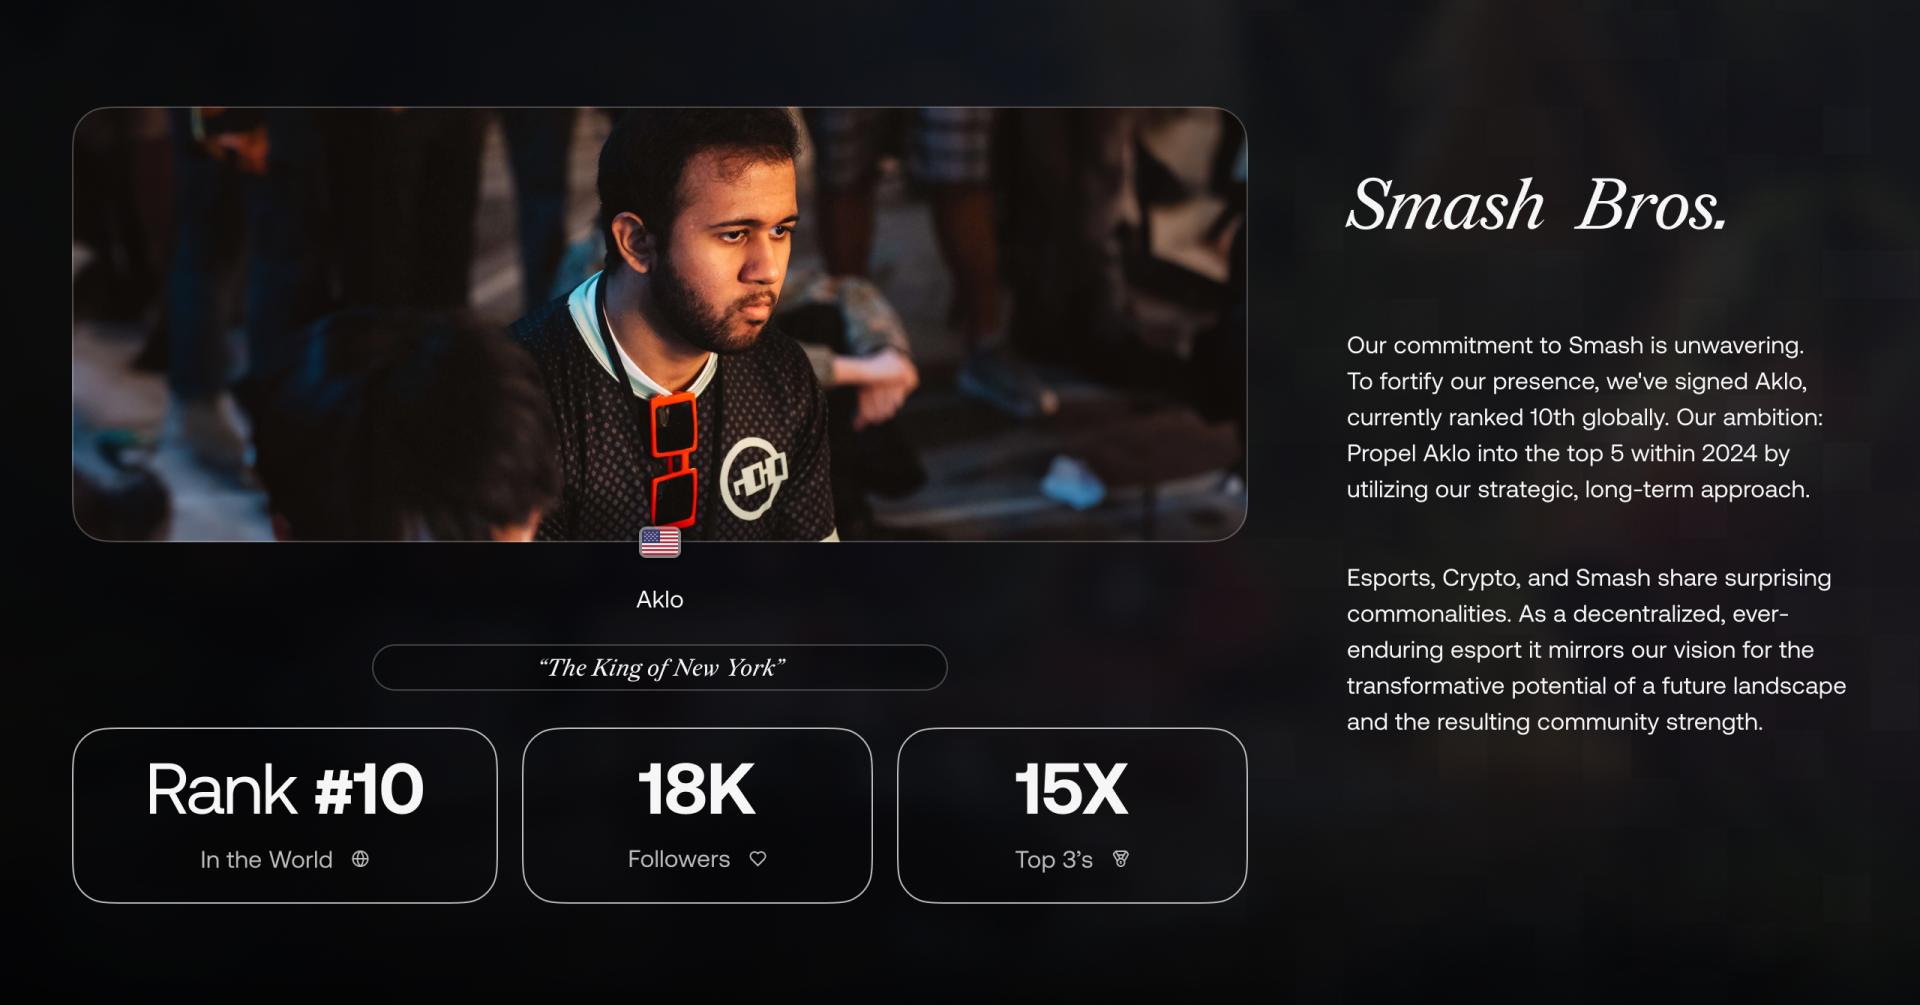 Smash Bros.
Our commitment to Smash is unwavering.
To fortify our presence, we've signed Aklo,
currently ranked 10th globally. Our ambition:
Propel Aklo into the top 5 within 2024 by
utilizing our strategic, long-term approach.
Esports, Crypto, and Smash share surprising
commonalities. As a decentralized, ever-
enduring esport it mirrors our vision for the
transformative potential of a future landscape
and the resulting community strength.
Aklo
“The King of New York”
Rank #10
In the World
18K
Followers
15X
Top 3’s